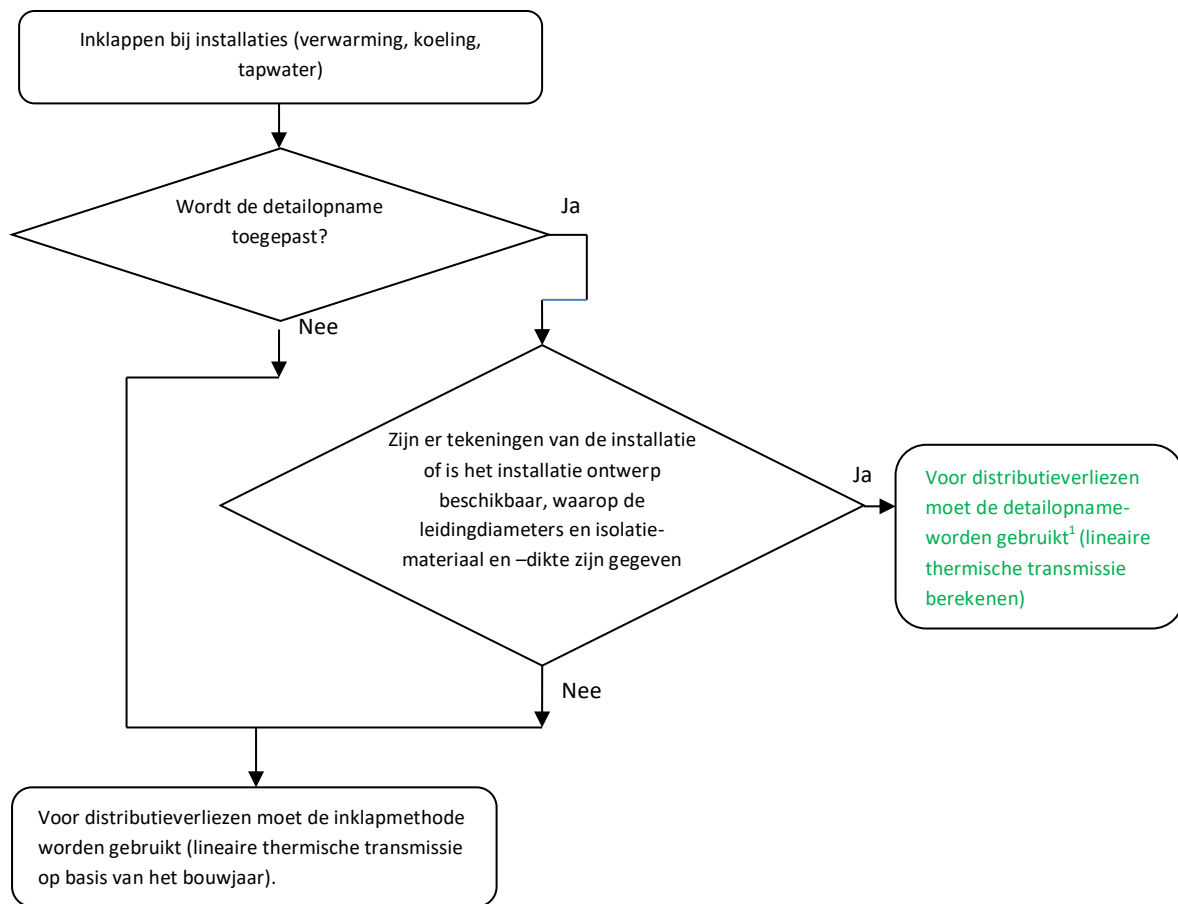 Inklappen bij installaties (verwarming, koeling,
tapwater)
Wordt de detailopname
toegepast?
Ja
Nee
Zijn er tekeningen van de installatie
of is het installatie ontwerp
beschikbaar, waarop de
leidingdiameters en isolatie-
materiaal en –dikte zijn gegeven
Ja
Voor distributieverliezen
moet de detailopname-
worden gebruikt¹ (lineaire
thermische transmissie
berekenen)
Nee
Voor distributieverliezen moet de inklapmethode
worden gebruikt (lineaire thermische transmissie
op basis van het bouwjaar).